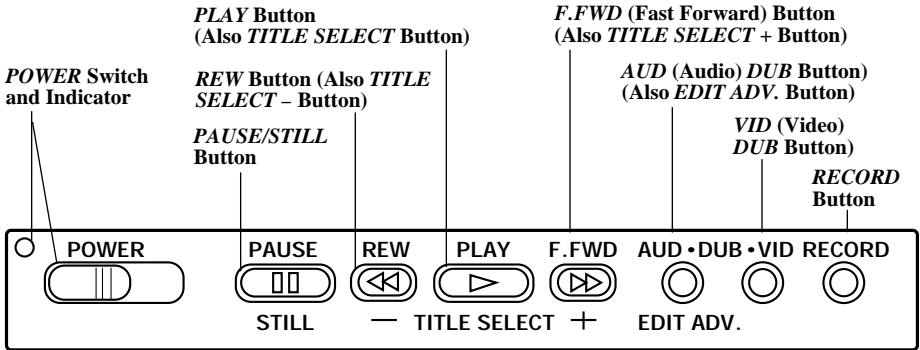 PLAY Button
(Also TITLE SELECT Button)
F.FWD (Fast Forward) Button
(Also TITLE SELECT + Button)
POWER Switch
and Indicator
REW Button (Also TITLE
SELECT – Button)
AUD (Audio) DUB Button)
(Also EDIT ADV. Button)
PAUSE/STILL
Button
VID (Video)
DUB Button)
RECORD
Button
POWER PAUSE REW PLAY F.FWD AUD • DUB • VID RECORD
STILL — TITLE SELECT + EDIT ADV.